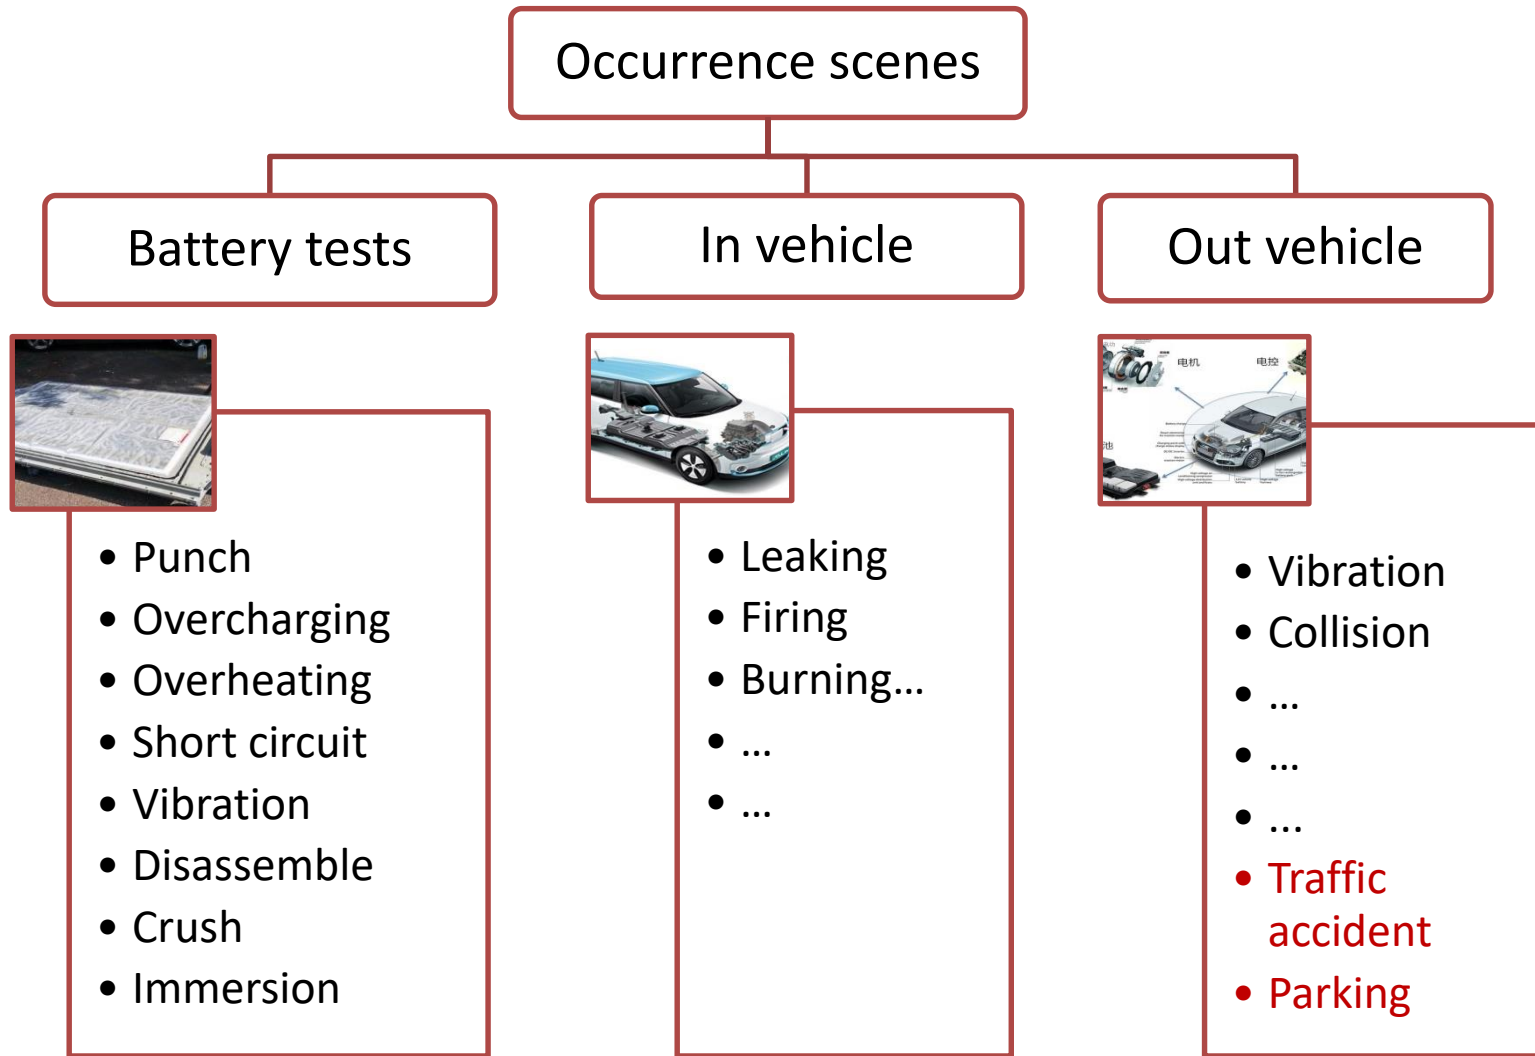 Occurrence scenes
Battery tests
In vehicle
Out vehicle
电机
电控
池
• Punch
• Overcharging
• Overheating
• Short circuit
• Vibration
• Disassemble
• Crush
• Immersion
• Leaking
• Firing
• Burning...
• ...
• ...
• Vibration
• Collision
• ...
• ...
• ...
• Traffic
accident
• Parking